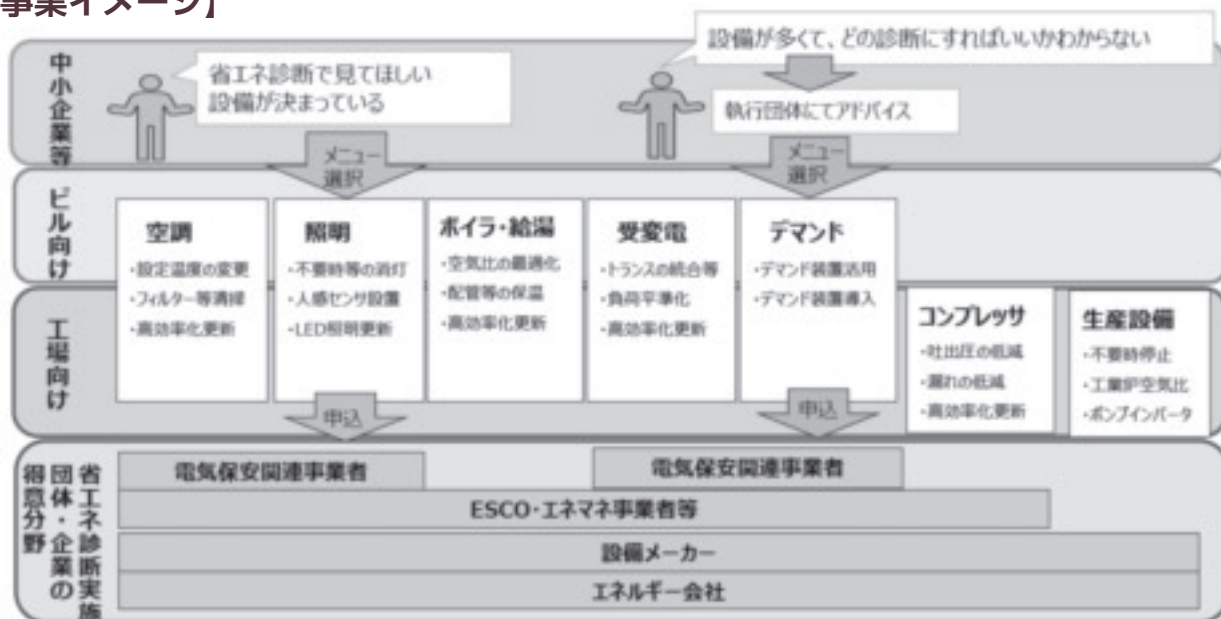 事業イメージ】
中小企業等
省エネ診断で見てほしい
設備が決まっている
設備が多くて、どの診断にすればいいかわからない
執行団体にてアドバイス
メニュー
選択
メニュー
選択
ビル向け
工場向け
空調
・設定温度の変更
・フィルター等清掃
・高効率化更新
照明
・不要時等の消灯
・人感センサ設置
・LED照明更新
ボイラ・給湯
・空気比の最適化
・配管等の保温
・高効率化更新
受変電
・トランスの統合等
・負荷平準化
・高効率化更新
デマンド
・デマンド装置活用
・デマンド装置導入
コンプレッサ
・吐出圧の低減
・漏れの低減
・高効率化更新
生産設備
・不要時停止
・工業炉空気比
・ポンプインバータ
申込
申込
省エネ診断実施
団体・企業の
得意分野
電気保安関連事業者
電気保安関連事業者
ESCO・エネマネ事業者等
設備メーカー
エネルギー会社